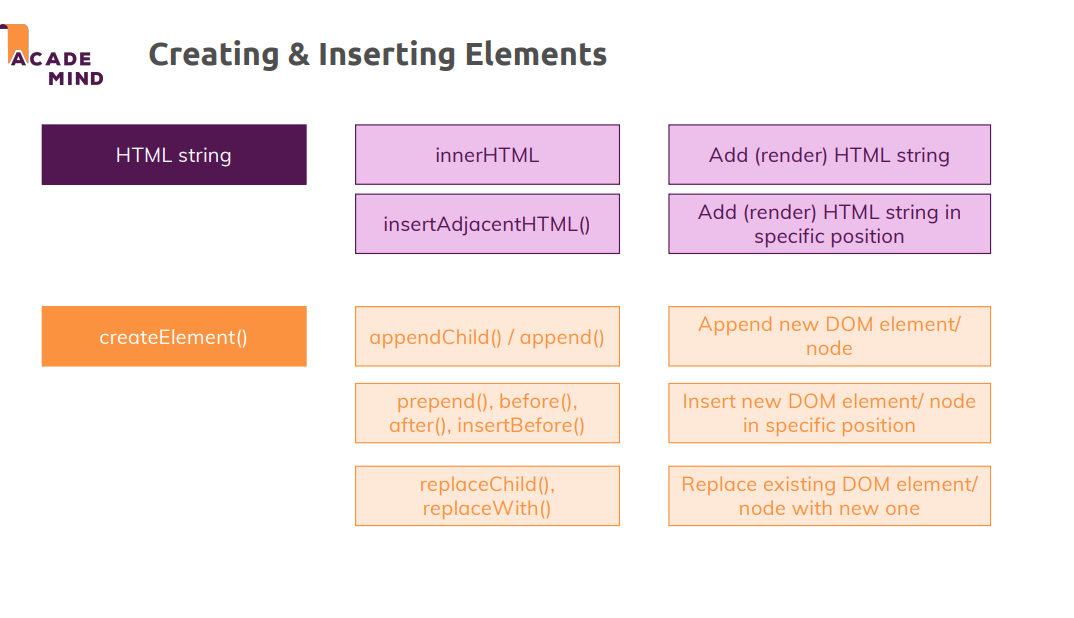 ACADE
MIND
Creating & Inserting Elements
HTML string
innerHTML
Add (render) HTML string
insertAdjacentHTML()
Add (render) HTML string in
specific position
createElement()
appendChild() / append()
Append new DOM element/
node
prepend(), before(),
after(), insertBefore()
Insert new DOM element/ node
in specific position
replaceChild(),
replaceWith()
Replace existing DOM element/
node with new one